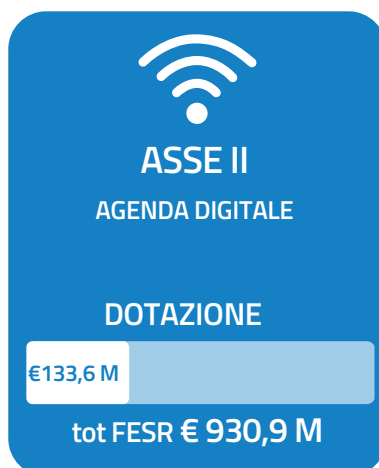 ASSE II
AGENDA DIGITALE
DOTAZIONE
€133,6 M
tot FESR € 930,9 M